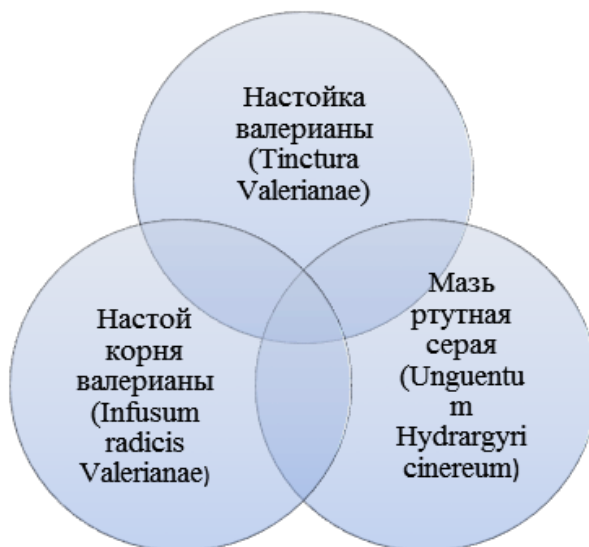 Настойка
валерианы
(Tinctura
Valerianae)
Настой
корня
валерианы
(Infusum
radicis
Valerianae)
Мазь
ртутная
серая
(Unguentu
m
Hydrargyri
cinereum)